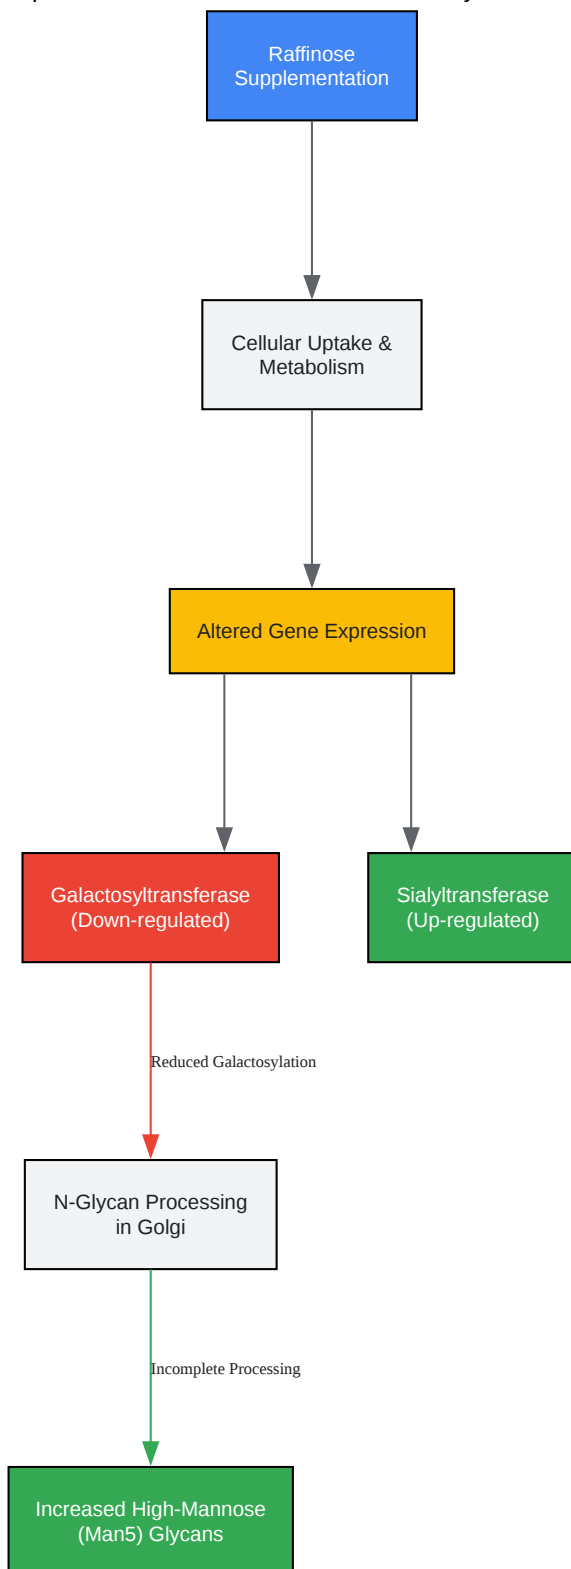 Raffinose
Supplementation
Cellular Uptake &
Metabolism
Altered Gene Expression
Galactosyltransferase
(Down-regulated)
Sialyltransferase
(Up-regulated)
Reduced Galactosylation
N-Glycan Processing
in Golgi
Incomplete Processing
Increased High-Mannose
(Man5) Glycans